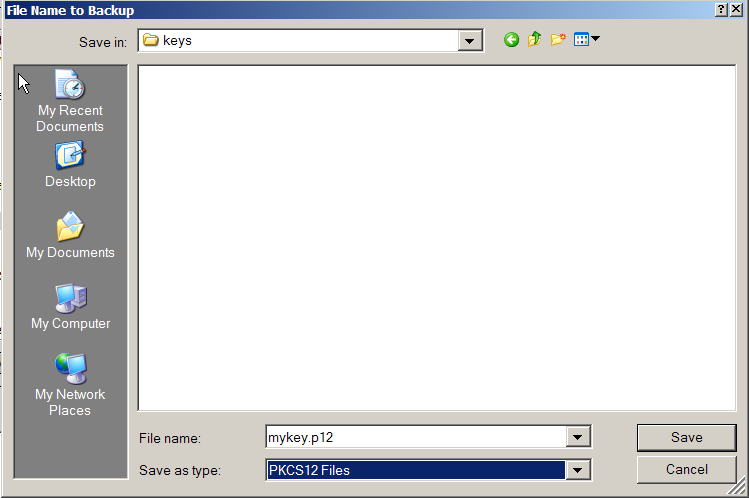 File Name to Backup
Save in:
keys
My Recent
Documents
Desktop
My Documents
My Computer
My Network
Places
File name:
mykey.p12
Save
Save as type:
PKCS12 Files
Cancel